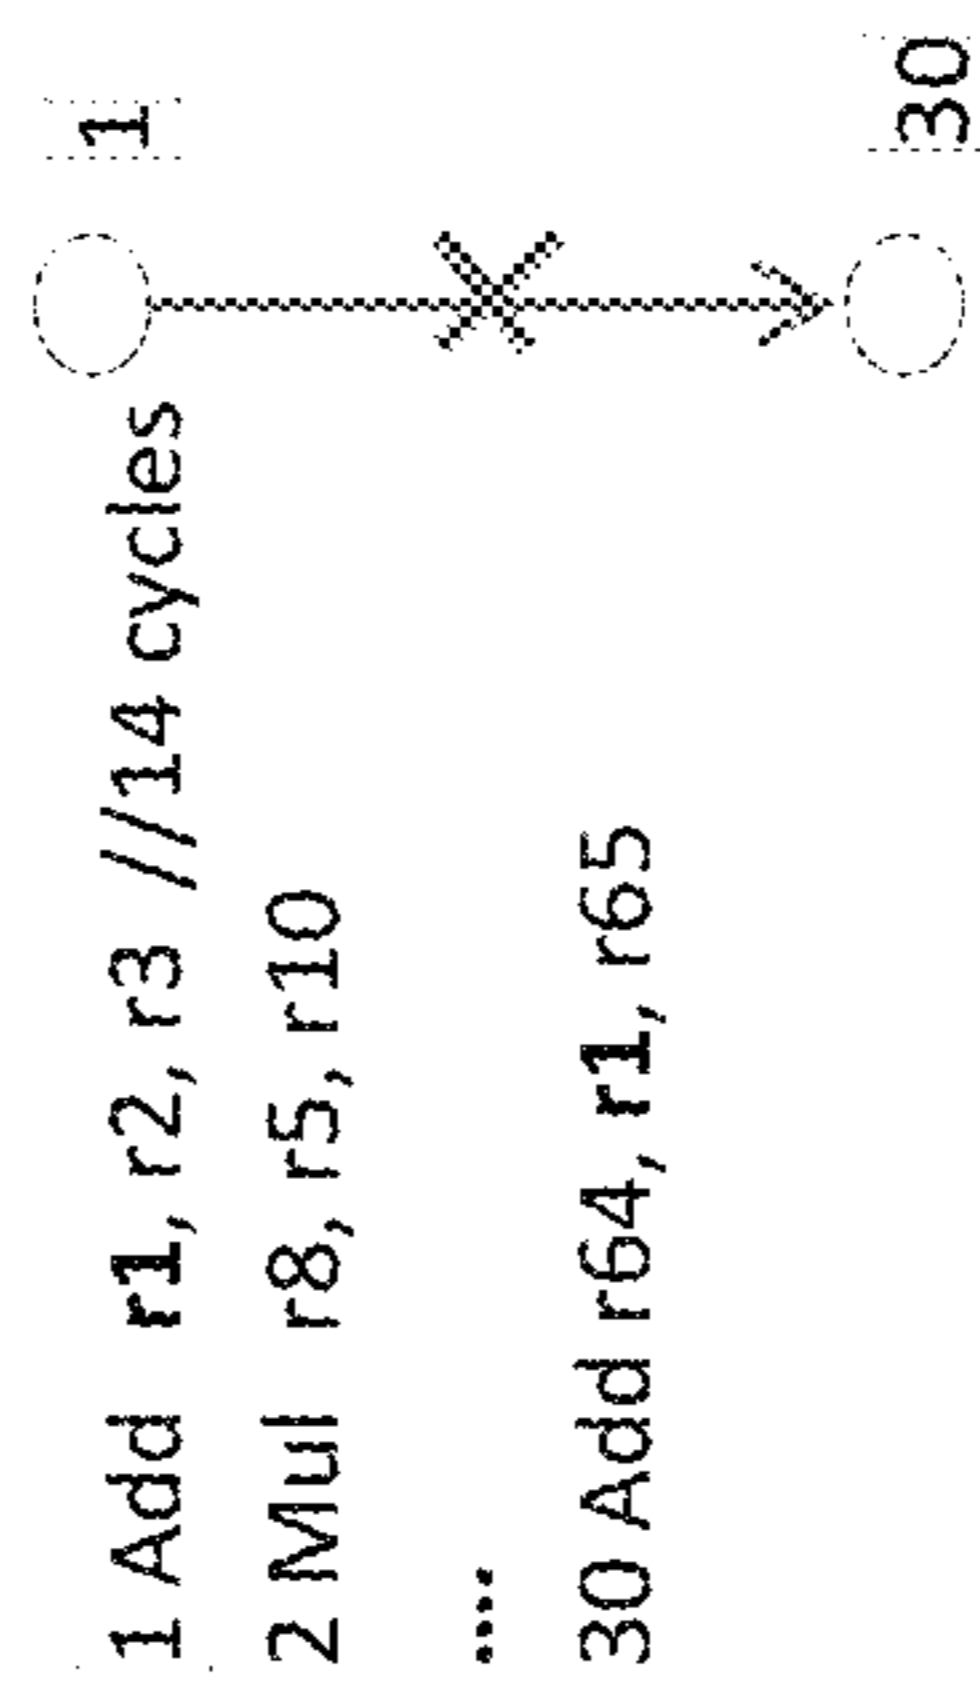 1 Add r1, r2, r3 //14 cycles
2 Mul r8, r5, r10
....
30 Add r64, r1, r65
1
30